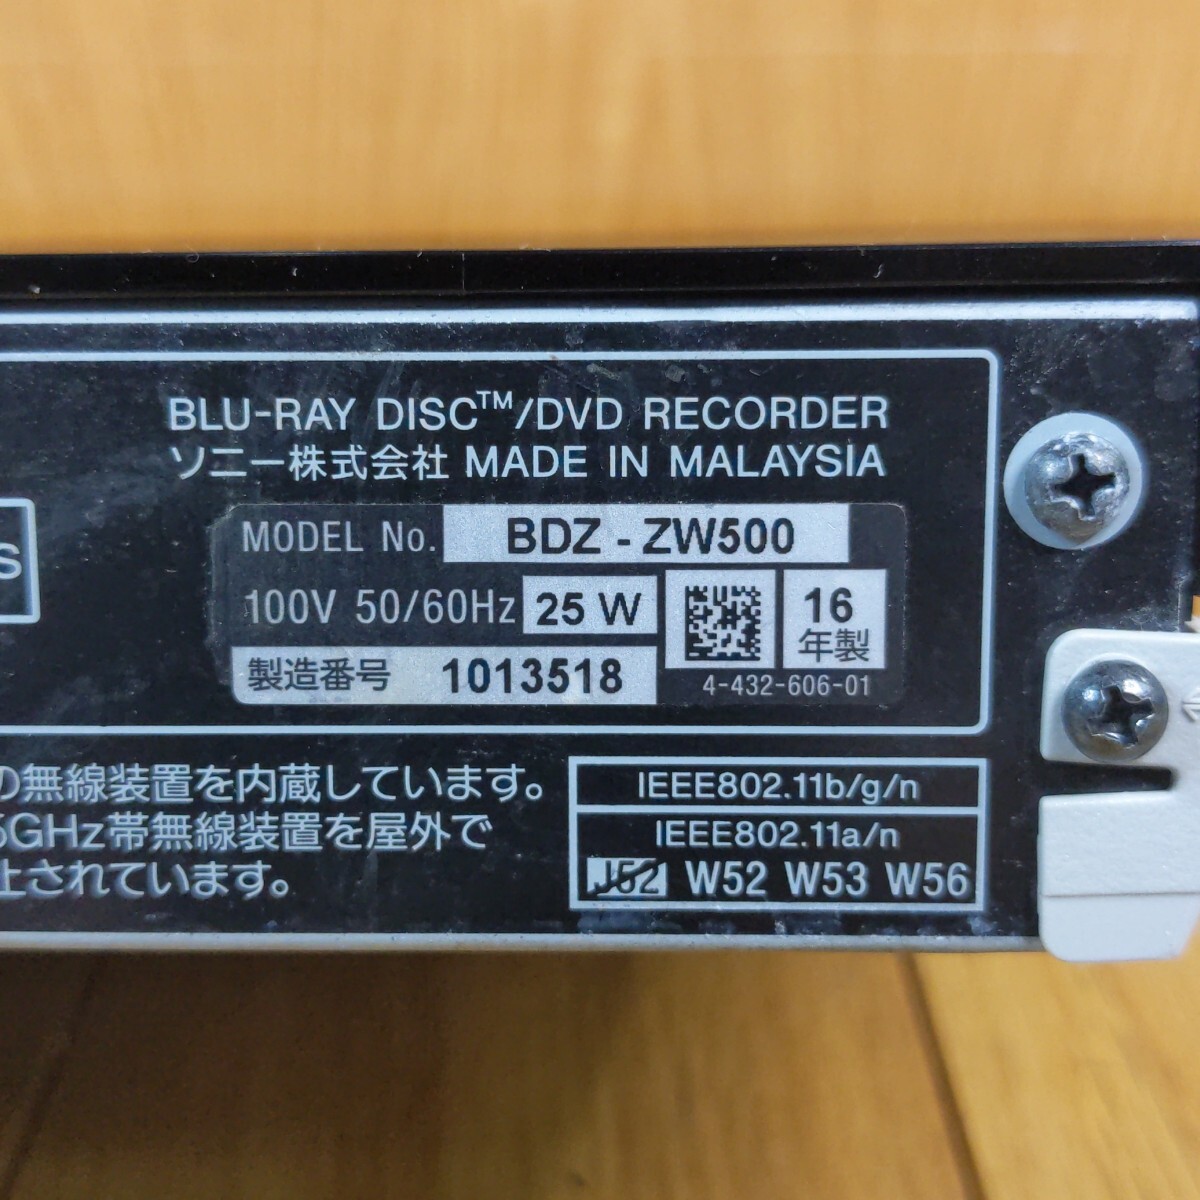 BLU-RAY DISC™/DVD RECORDER
ソニー株式会社 MADE IN MALAYSIA
S
MODEL No. BDZ - ZW500
100V 50/60Hz 25 W
16
年製
製造番号 1013518
4-432-606-01
の無線装置を内蔵しています。
GHz帯無線装置を屋外で
止されています。
IEEE802.11b/g/n
IEEE802.11a/n
J52 W52 W53 W56